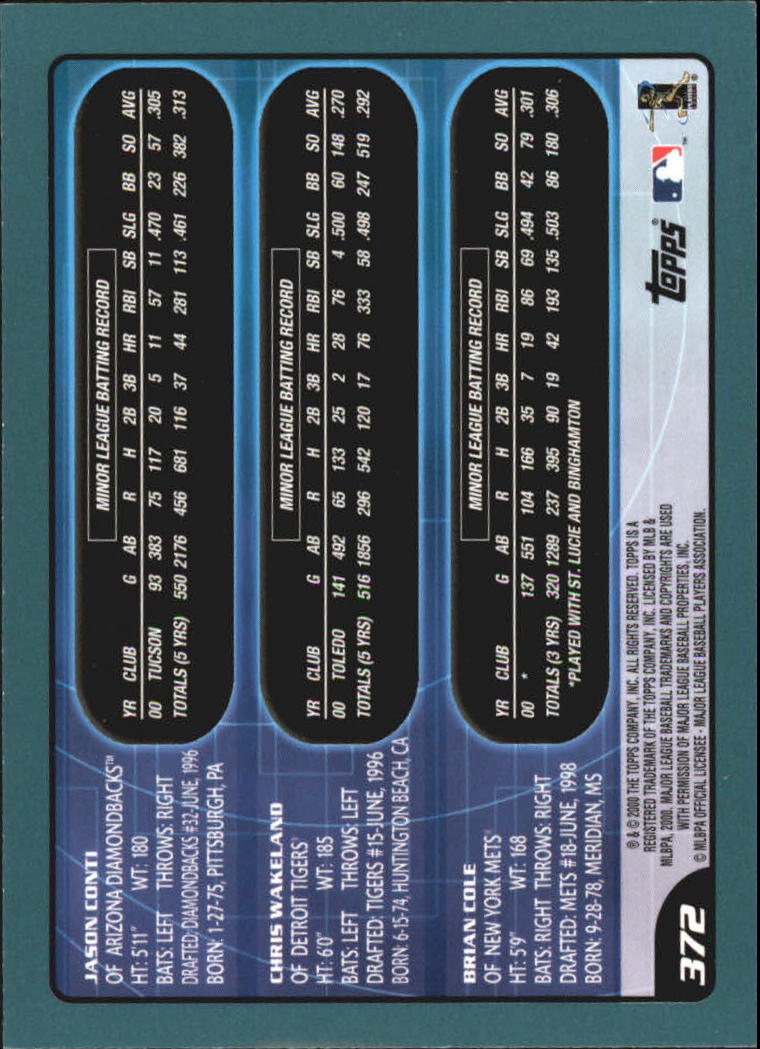 JASON CONTI
OF ARIZONA DIAMONDBACKS™
HT: 5'11" WT: 180
BATS: LEFT THROWS: RIGHT
DRAFTED: DIAMONDBACKS #32-JUNE, 1996
BORN: 1-27-75, PITTSBURGH, PA
MINOR LEAGUE BATTING RECORD
YR CLUB G AB R H 2B 3B HR RBI SB SLG BB SO AVG
00 TUCSON 93 383 75 117 20 5 11 57 11 .470 23 57 .305
TOTALS (5 YRS) 550 2176 456 681 116 37 44 281 113 .461 226 382 .313
CHRIS WAKELAND
OF DETROIT TIGERS
HT: 6'0" WT: 185
BATS: LEFT THROWS: LEFT
DRAFTED: TIGERS #15-JUNE, 1996
BORN: 6-15-74, HUNTINGTON BEACH, CA
MINOR LEAGUE BATTING RECORD
YR CLUB G AB R H 2B 3B HR RBI SB SLG BB SO AVG
00 TOLEDO 141 492 65 133 25 2 28 76 4 .500 60 148 .270
TOTALS (5 YRS) 516 1856 296 542 120 17 76 333 58 .498 247 519 .292
BRIAN COLE
OF NEW YORK METS
HT: 5'9" WT: 168
BATS: RIGHT THROWS: RIGHT
DRAFTED: METS #18-JUNE, 1998
BORN: 9-28-78, MERIDIAN, MS
MINOR LEAGUE BATTING RECORD
YR CLUB G AB R H 2B 3B HR RBI SB SLG BB SO AVG
00 * 137 551 104 166 35 7 19 86 69 .494 42 79 .301
TOTALS (3 YRS) 320 1289 237 395 90 19 42 193 135 .503 86 180 .306
*PLAYED WITH ST. LUCIE AND BINGHAMTON
372
® & © 2000 THE TOPPS COMPANY, INC. ALL RIGHTS RESERVED. TOPPS IS A
REGISTERED TRADEMARK OF THE TOPPS COMPANY, INC. LICENSED BY MLB &
MLBPA, 2000. MAJOR LEAGUE BASEBALL TRADEMARKS AND COPYRIGHTS ARE USED
WITH PERMISSION OF MAJOR LEAGUE BASEBALL PROPERTIES, INC.
© MLBPA OFFICIAL LICENSEE - MAJOR LEAGUE BASEBALL PLAYERS ASSOCIATION.
TOPPS®